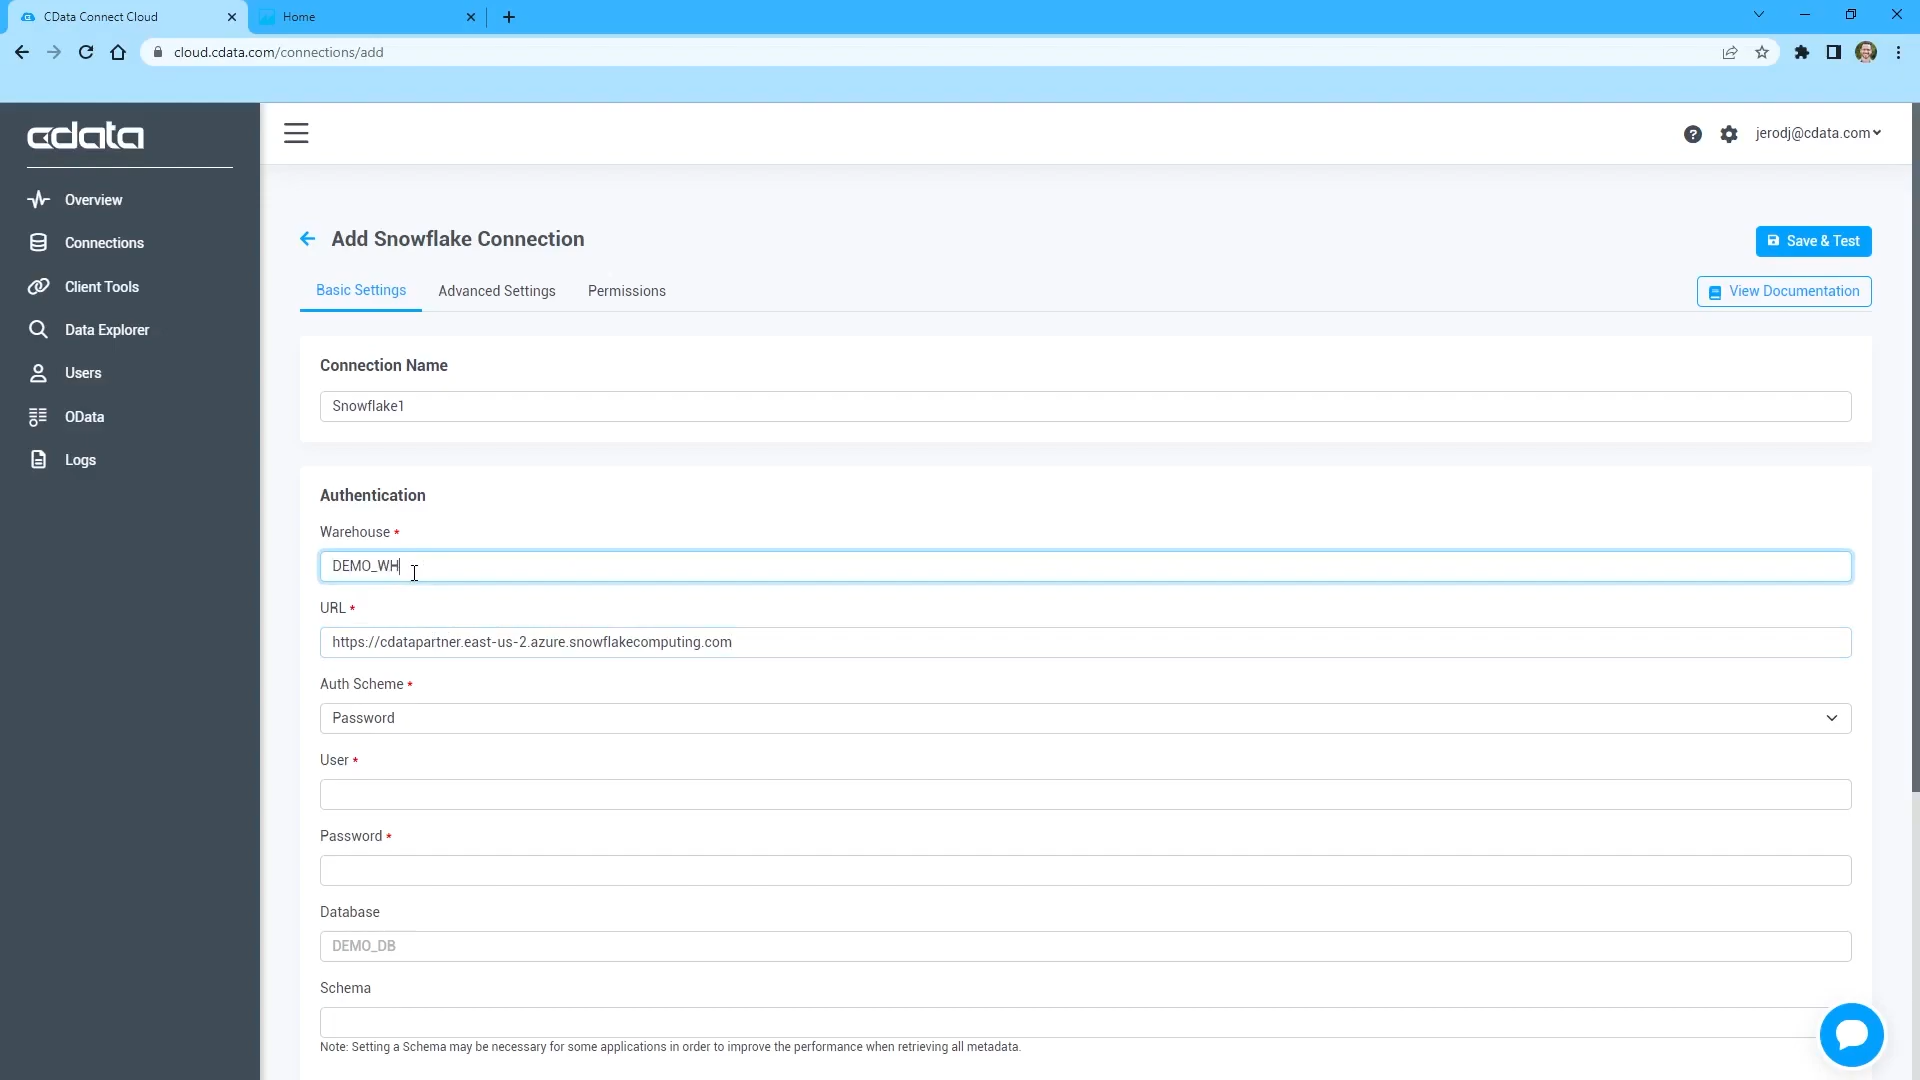 CData Connect Cloud
Home
cloud.cdata.com/connections/add
cdata
jerodj@cdata.com
Overview
Connections
Client Tools
Data Explorer
Users
OData
Logs
Add Snowflake Connection
Save & Test
Basic Settings
Advanced Settings
Permissions
View Documentation
Connection Name
Snowflake1
Authentication
Warehouse *
DEMO_WH
URL *
https://cdatapartner.east-us-2.azure.snowflakecomputing.com
Auth Scheme *
Password
User *
Password *
Database
DEMO_DB
Schema
Note: Setting a Schema may be necessary for some applications in order to improve the performance when retrieving all metadata.